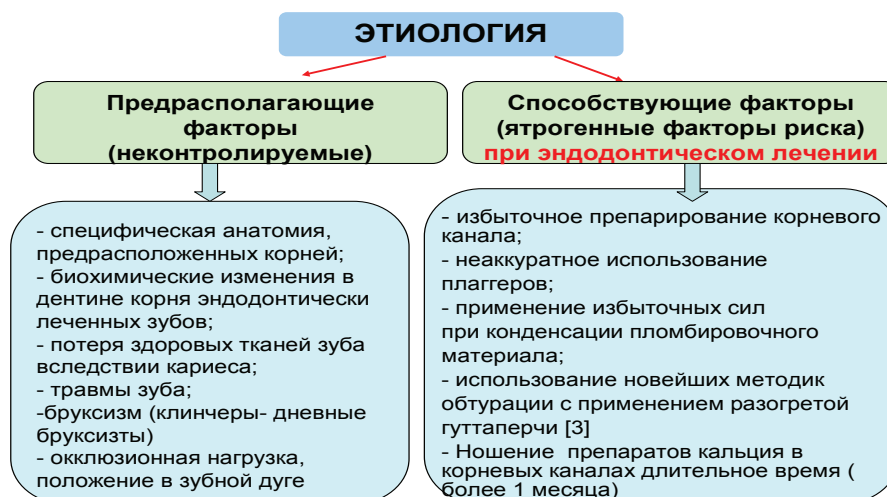 ЭТИОЛОГИЯ
Предрасполагающие
факторы
(неконтролируемые)
Способствующие факторы
(ятрогенные факторы риска)
при эндодонтическом лечении
- специфическая анатомия,
предрасположенных корней;
- биохимические изменения в
дентине корня эндодонтически
леченных зубов;
- потеря здоровых тканей зуба
вследствии кариеса;
- травмы зуба;
-бруксизм (клинчеры- дневные
бруксизты)
- окклюзионная нагрузка,
положение в зубной дуге
- избыточное препарирование корневого
канала;
- неаккуратное использование
плаггеров;
- применение избыточных сил
при конденсации пломбировочного
материала;
- использование новейших методик
обтурации с применением разогретой
гуттаперчи [3]
- Ношение препаратов кальция в
корневых каналах длительное время (
более 1 месяца)